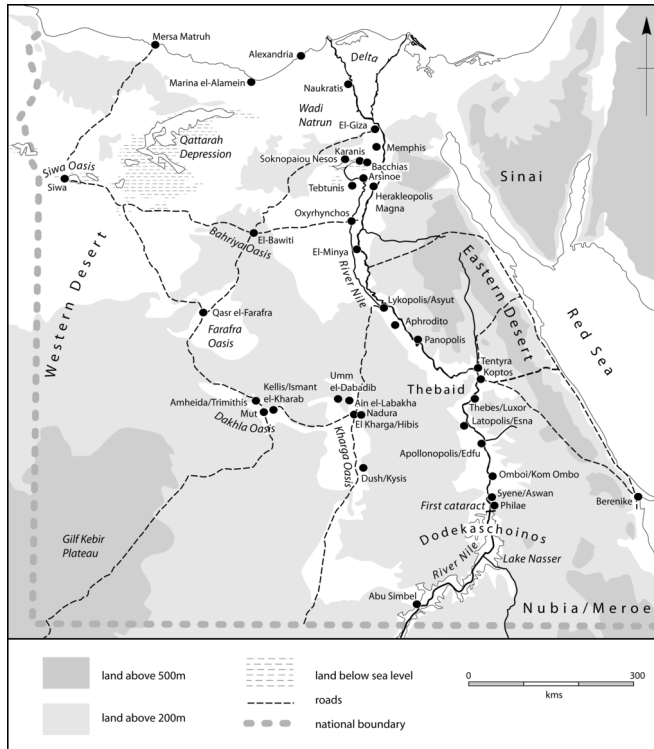 Mersa Matruh
Alexandria
Delta
Marina el-Alamein
Naukratis
Wadi
Natrun
El-Giza
Qattarah
Depression
Memphis
Karanis
Soknopaiou Nesos
Bacchias
Arsinoe
Sinai
Siwa Oasis
Siwa
Tebtunis
Herakleopolis
Magna
Oxyrhynchos
El-Bawiti
Bahriya Oasis
El-Minya
River Nile
Eastern Desert
Western Desert
Lykopolis/Asyut
Qasr el-Farafra
Farafra
Oasis
Aphrodito
Panopolis
Red Sea
Tentyra
Koptos
Thebaid
Umm
el-Dabadib
Kellis/Ismant
el-Kharab
Amheida/Trimithis
Mut
Dakhla Oasis
Ain el-Labakha
Nadura
El Kharga/Hibis
Thebes/Luxor
Latopolis/Esna
Kharga Oasis
Apollonopolis/Edfu
Dush/Kysis
Omboi/Kom Ombo
Syene/Aswan
First cataract
Philae
Berenike
Dodekaschoinos
Gilf Kebir
Plateau
River Nile
Lake Nasser
Abu Simbel
Nubia/Meroe
land above 500m
land below sea level
0 300
roads
kms
land above 200m
national boundary